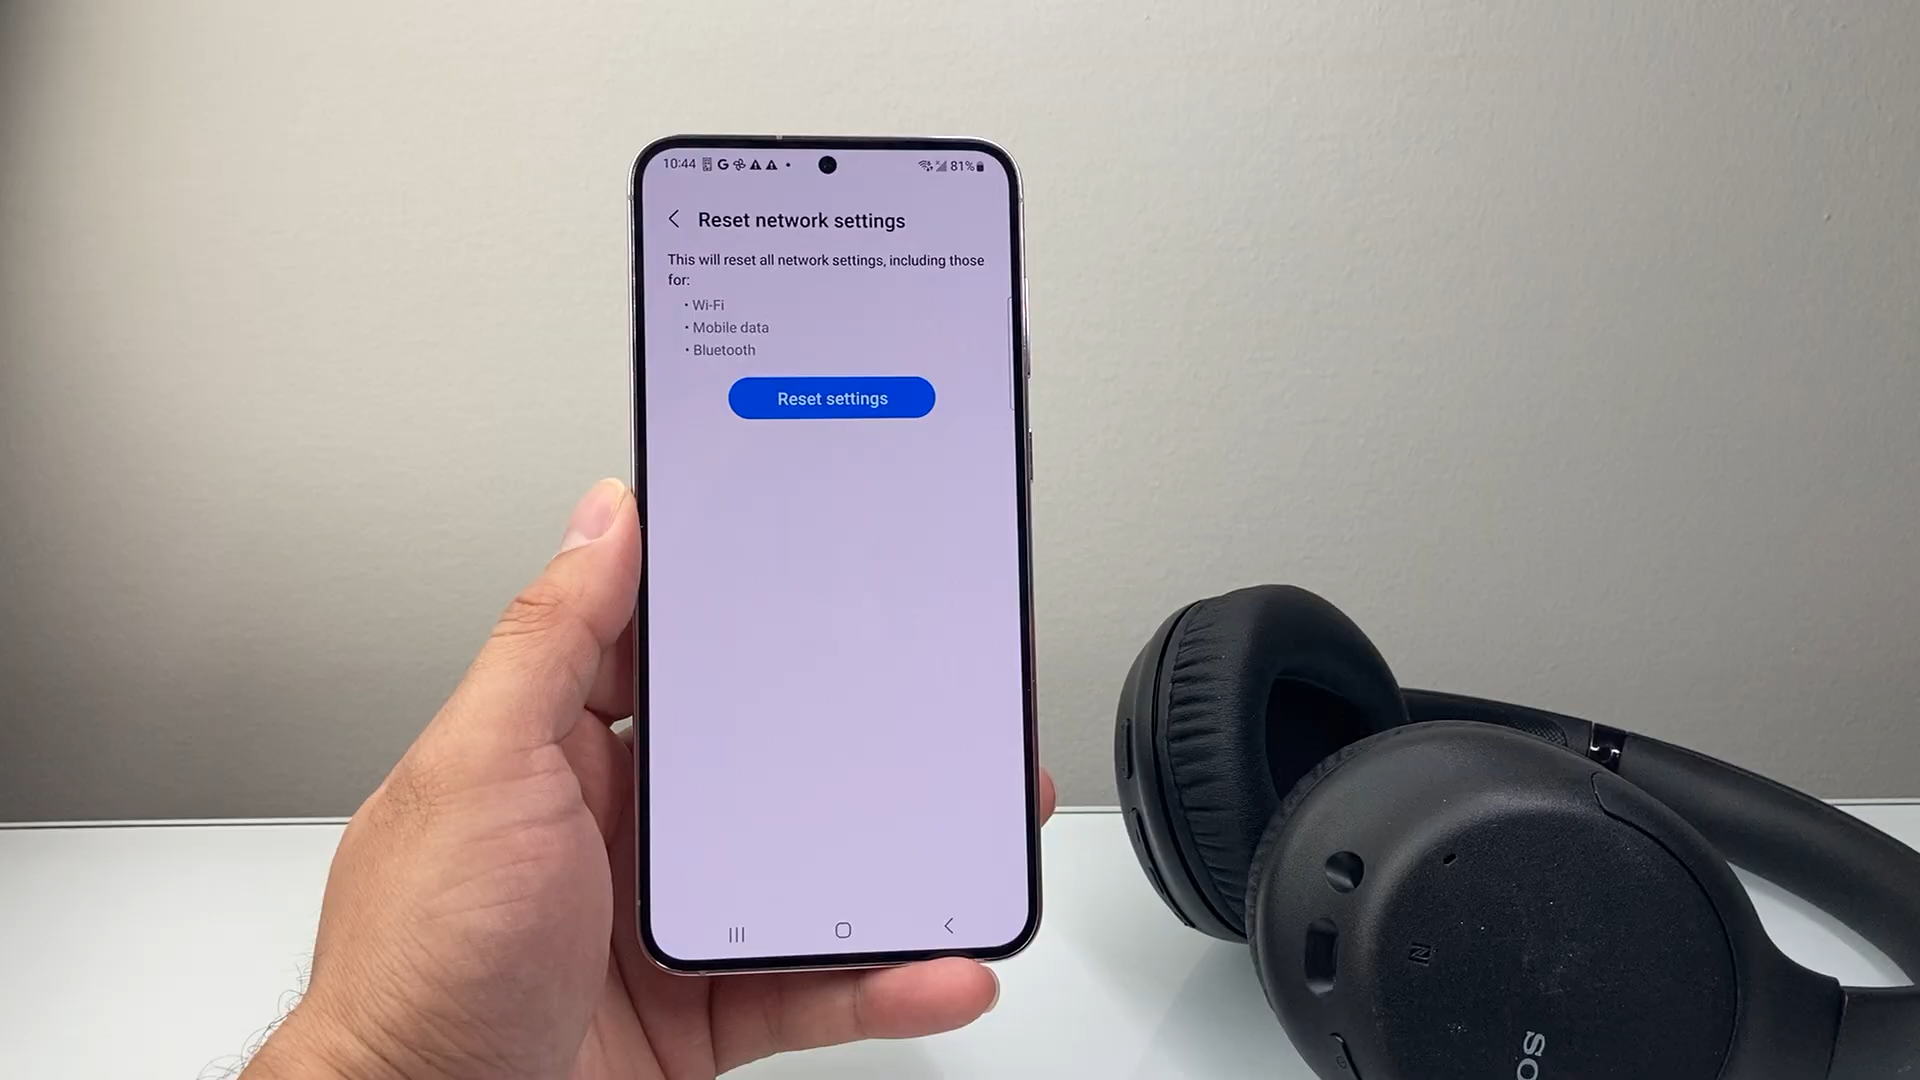 10:44 G 81%
Reset network settings
This will reset all network settings, including those
for:
• Wi-Fi
• Mobile data
• Bluetooth
Reset settings
SO